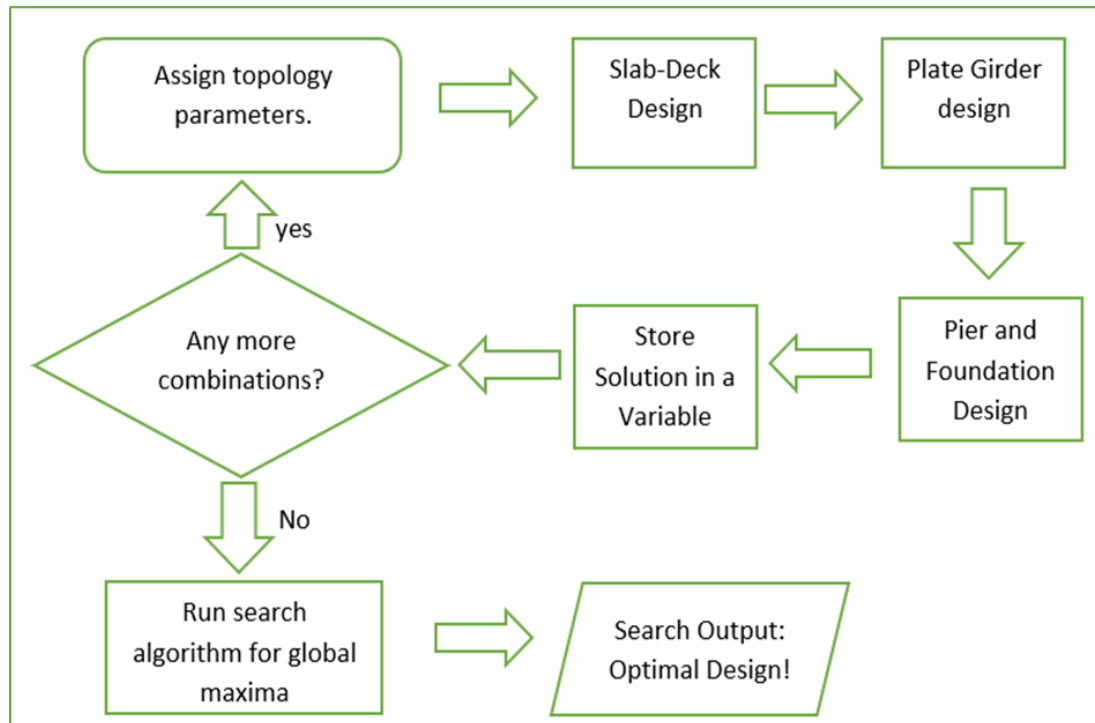 Assign topology
parameters.
Slab-Deck
Design
Plate Girder
design
yes
Any more
combinations?
Store
Solution in a
Variable
Pier and
Foundation
Design
No
Run search
algorithm for global
maxima
Search Output:
Optimal Design!